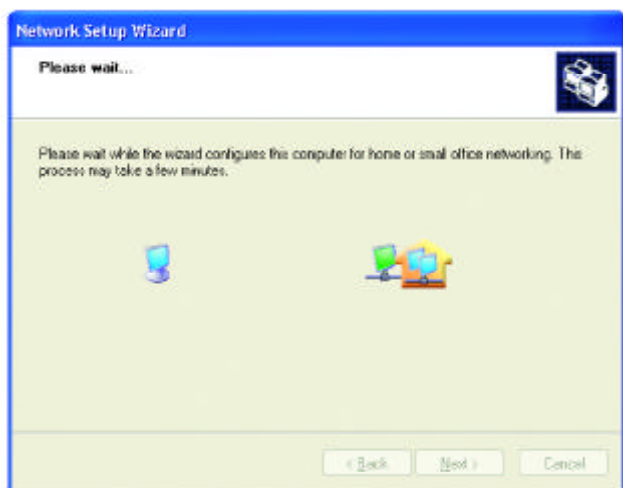 Network Setup Wizard
Please wait...
Please wait while the wizard configures this computer for home or small office networking. This
process may take a few minutes.
< Back
Next >
Cancel